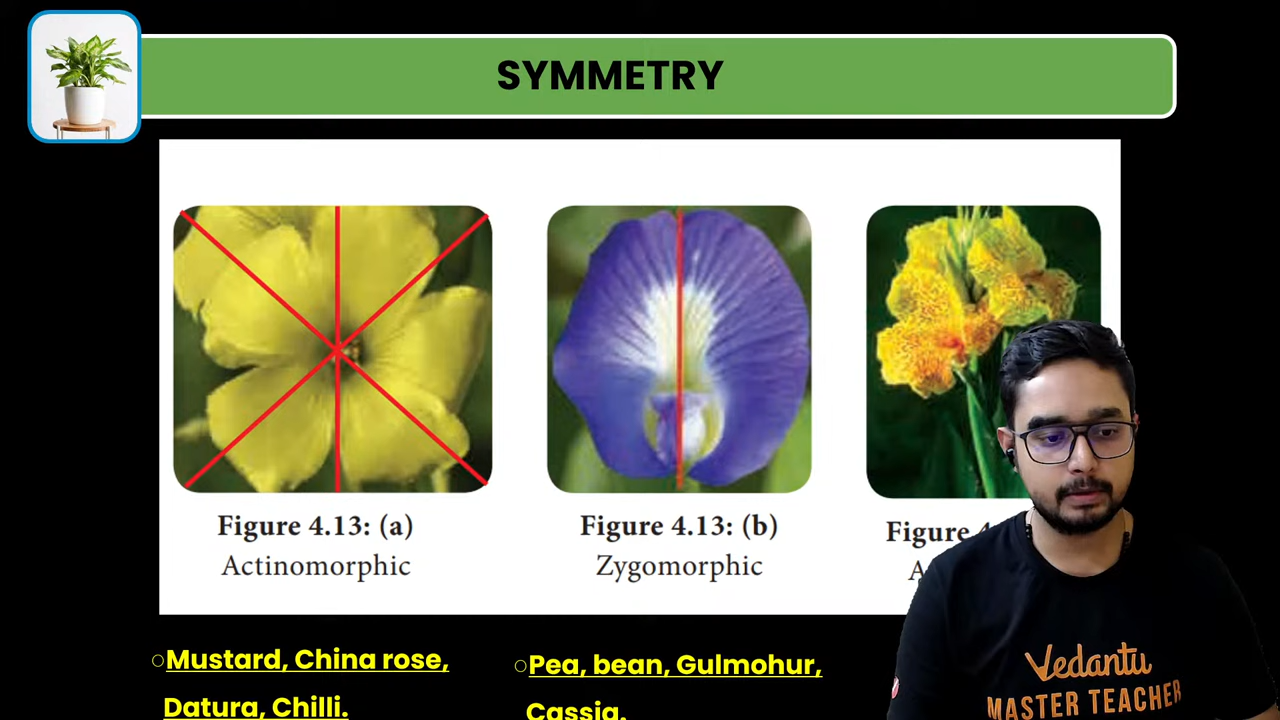 SYMMETRY
Figure 4.13: (a)
Actinomorphic
Figure 4.13: (b)
Zygomorphic
Figure
○Mustard, China rose,
Datura, Chilli.
○Pea, bean, Gulmohur,
Cassia.
Vedantu
MASTER TEACHER